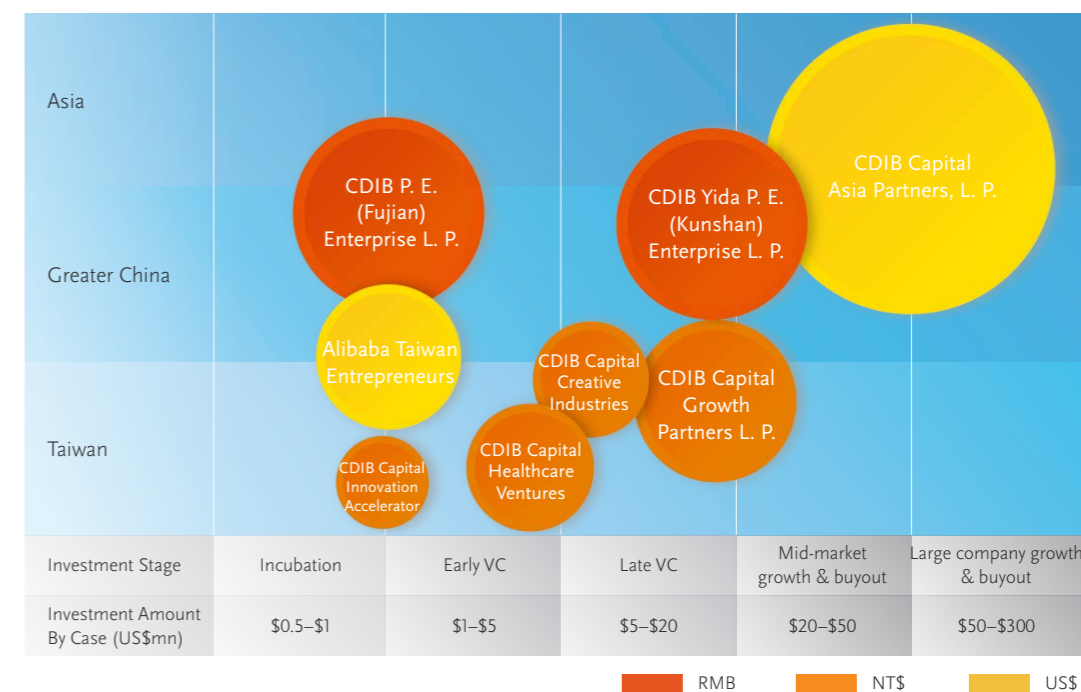 Asia
CDIB P. E.
(Fujian)
Enterprise L. P.
CDIB Yida P. E.
(Kunshan)
Enterprise L. P.
CDIB Capital
Asia Partners, L. P.
Greater China
Alibaba Taiwan
Entrepreneurs
CDIB Capital
Creative
Industries
CDIB Capital
Growth
Partners L. P.
Taiwan
CDIB Capital
Innovation
Accelerator
CDIB Capital
Healthcare
Ventures
Investment Stage
Incubation
Early VC
Late VC
Mid-market
growth & buyout
Large company growth
& buyout
Investment Amount
By Case (US$mn)
$0.5–$1
$1–$5
$5–$20
$20–$50
$50–$300
RMB
NT$
US$